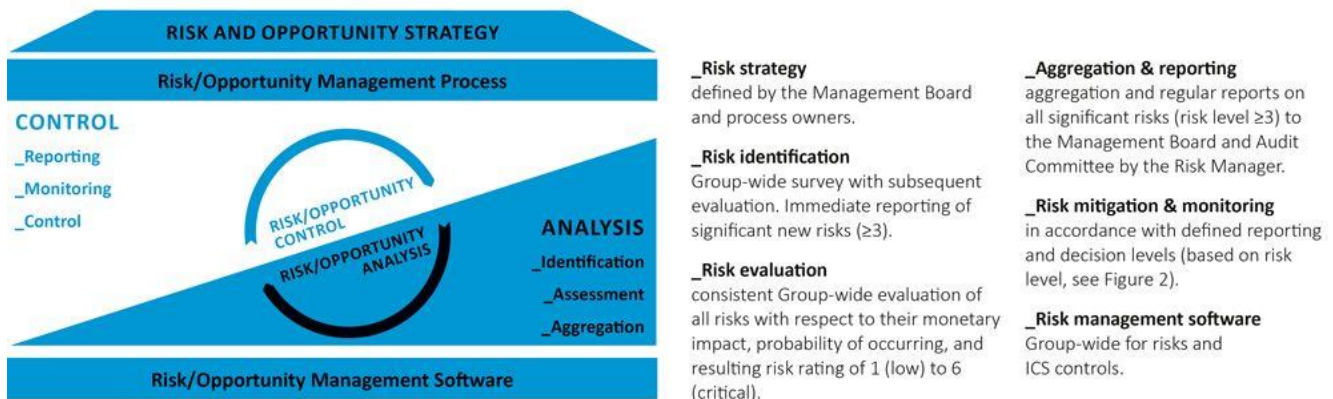 RISK AND OPPORTUNITY STRATEGY
Risk/Opportunity Management Process
CONTROL
_Reporting
_Monitoring
_Control
RISK/OPPORTUNITY
CONTROL
RISK/OPPORTUNITY
ANALYSIS
ANALYSIS
_Identification
_Assessment
_Aggregation
Risk/Opportunity Management Software
_Risk strategy
defined by the Management Board
and process owners.
_Risk identification
Group-wide survey with subsequent
evaluation. Immediate reporting of
significant new risks (≥3).
_Risk evaluation
consistent Group-wide evaluation of
all risks with respect to their monetary
impact, probability of occurring, and
resulting risk rating of 1 (low) to 6
(critical).
_Aggregation & reporting
aggregation and regular reports on
all significant risks (risk level ≥3) to
the Management Board and Audit
Committee by the Risk Manager.
_Risk mitigation & monitoring
in accordance with defined reporting
and decision levels (based on risk
level, see Figure 2).
_Risk management software
Group-wide for risks and
ICS controls.